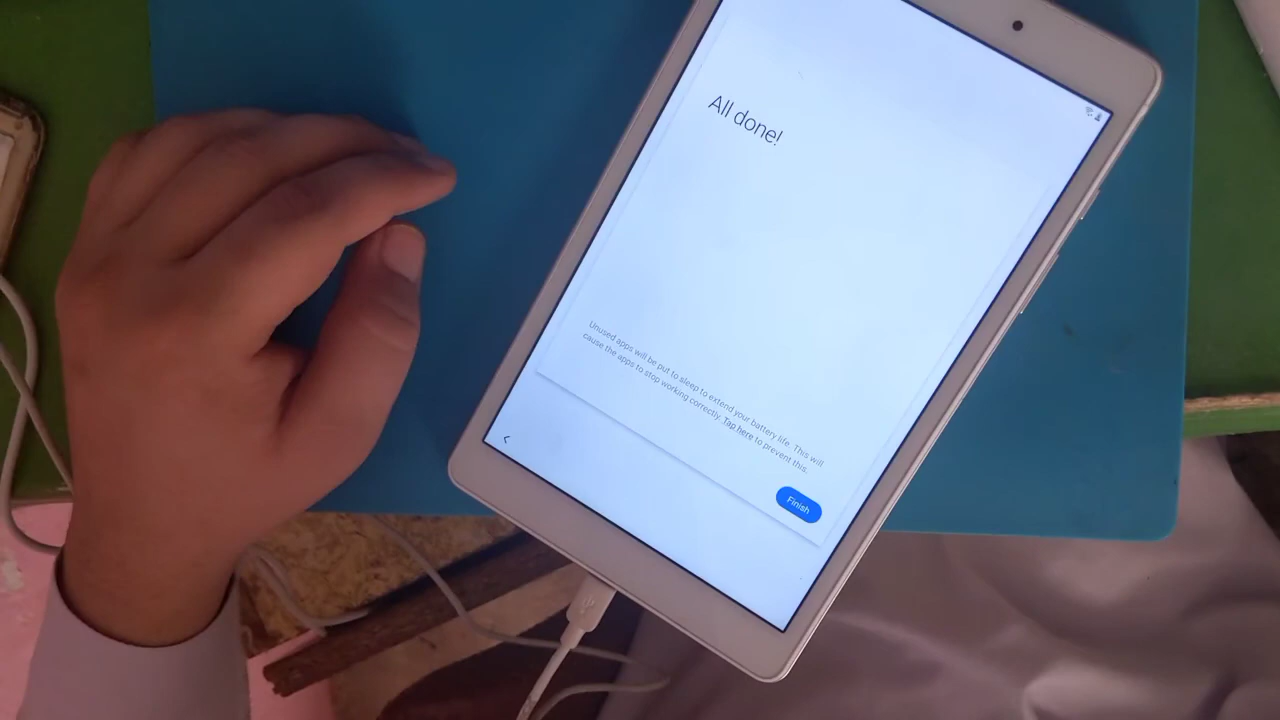 All done!
Unused apps will be put to sleep to extend your battery life. This will
cause the apps to stop working correctly. Tap here to prevent this.
Finish